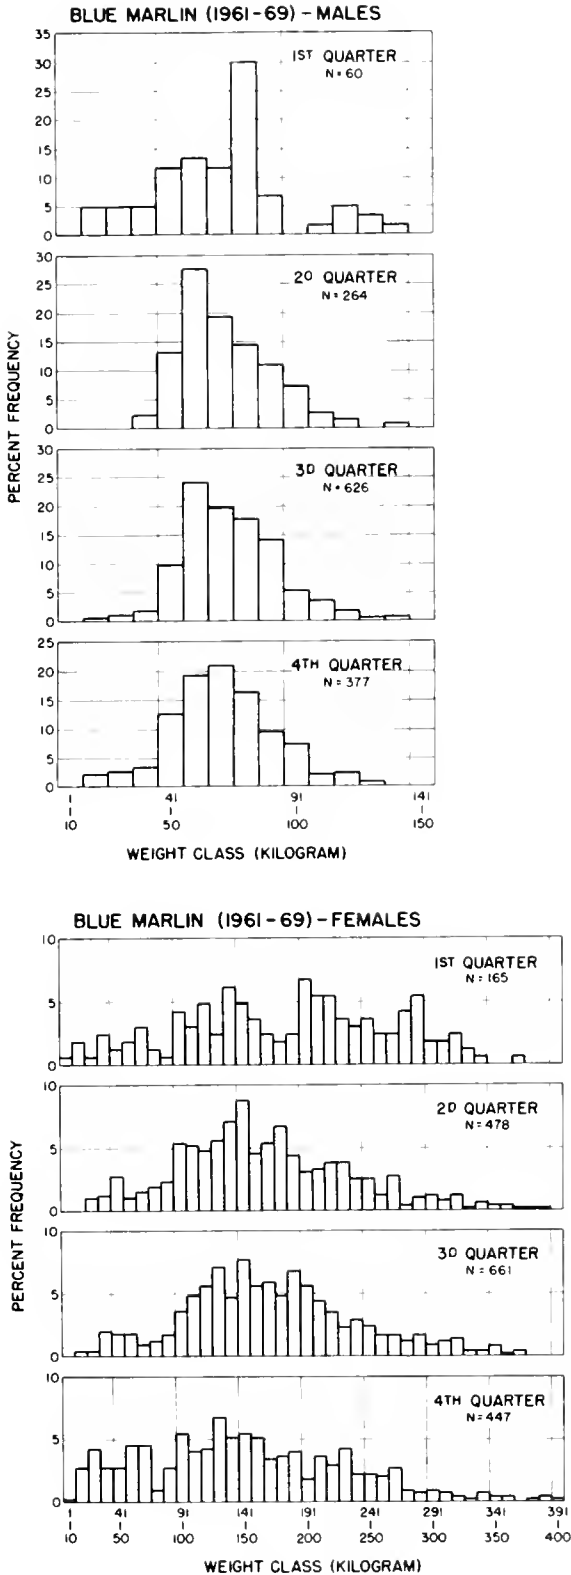 BLUE MARLIN (1961-69) - MALES
35
30
25
20
15
10
5
0
1ST QUARTER
N=60
30
25
20
15
10
5
0
2D QUARTER
N=264
PERCENT FREQUENCY
30
25
20
15
10
5
0
3D QUARTER
N=626
25
20
15
10
5
0
4TH QUARTER
N=377
1 41 91 141
10 50 100 150
WEIGHT CLASS (KILOGRAM)
BLUE MARLIN (1961-69) - FEMALES
10
5
0
1ST QUARTER
N=165
10
5
0
2D QUARTER
N=478
PERCENT FREQUENCY
10
5
0
3D QUARTER
N=661
10
5
0
4TH QUARTER
N=447
1 41 91 141 191 241 291 341 391
10 50 100 150 200 250 300 350 400
WEIGHT CLASS (KILOGRAM)